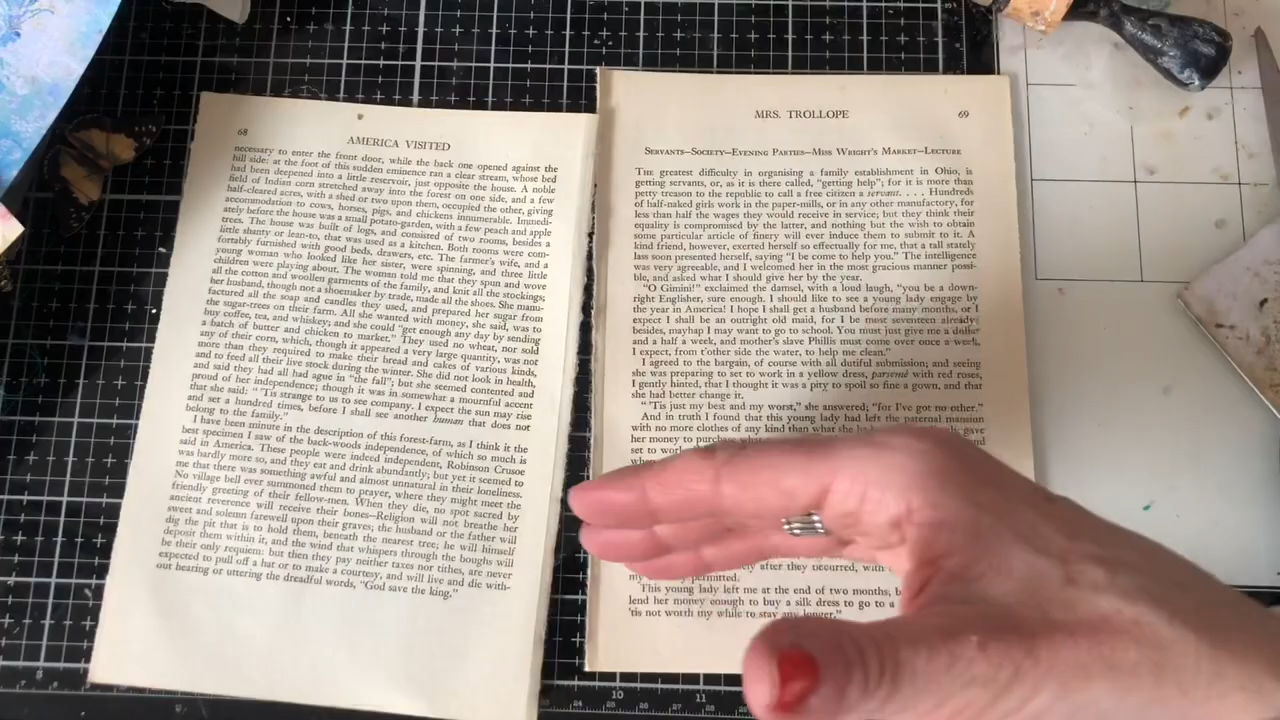 68
AMERICA VISITED
necessary to enter the front door, while the back one opened against the
hill side: at the foot of this sudden eminence ran a clear stream, whose bed
had been deepened into a little reservoir, just opposite the house. A noble
field of Indian corn stretched away into the forest on one side, and a few
half-cleared acres, with a shed or two upon them, occupied the other, giving
accommodation to cows, horses, pigs, and chickens innumerable. Immedi-
ately before the house was a small potato-garden, with a few peach and apple
trees. The house was built of logs, and consisted of two rooms, besides a
little shanty or lean-to, that was used as a kitchen. Both rooms were com-
fortably furnished with good beds, drawers, etc. The farmer's wife, and a
young woman who looked like her sister, were spinning, and three little
children were playing about. The woman told me that they spun and wove
all the cotton and woollen garments of the family, and knit all the stockings;
her husband, though not a shoemaker by trade, made all the shoes. She manu-
factured all the soap and candles they used, and prepared her sugar from
the sugar-trees on their farm. All she wanted with money, she said, was to
buy coffee, tea, and whiskey; and she could "get enough any day by sending
a batch of butter and chicken to market." They used no wheat, nor sold
any of their corn, which, though it appeared a very large quantity, was not
more than they required to make their bread and cakes of various kinds,
and to feed all their live stock during the winter. She did not look in health,
and said they had all had ague in "the fall"; but she seemed contented and
proud of her independence; though it was in somewhat a mournful accent
that she said: "'Tis strange to us to see company. I expect the sun may rise
and set a hundred times, before I shall see another human that does not
belong to the family."
I have been minute in the description of this forest-farm, as I think it the
best specimen I saw of the back-woods independence, of which so much is
said in America. These people were indeed independent, Robinson Crusoe
was hardly more so, and they eat and drink abundantly; but yet it seemed to
me that there was something awful and almost unnatural in their loneliness.
No village bell ever summoned them to prayer, where they might meet the
friendly greeting of their fellow-men. When they die, no spot sacred by
ancient reverence will receive their bones—Religion will not breathe her
sweet and solemn farewell upon their graves; the husband or the father will
dig the pit that is to hold them, beneath the nearest tree; he will himself
deposit them within it, and the wind that whispers through the boughs will
be their only requiem: but then they pay neither taxes nor tithes, are never
expected to pull off a hat or to make a courtesy, and will live and die with-
out hearing or uttering the dreadful words, "God save the king."
MRS. TROLLOPE
69
SERVANTS—SOCIETY—EVENING PARTIES—MISS WRIGHT'S MARKET—LECTURE
THE greatest difficulty in organising a family establishment in Ohio, is
getting servants, or, as it is there called, "getting help"; for it is more than
petty treason to the republic to call a free citizen a servant. . . . Hundreds
of half-naked girls work in the paper-mills, or in any other manufactory, for
less than half the wages they would receive in service; but they think their
equality is compromised by the latter, and nothing but the wish to obtain
some particular article of finery will ever induce them to submit to it. A
kind friend, however, exerted herself so effectually for me, that a tall stately
lass soon presented herself, saying "I be come to help you." The intelligence
was very agreeable, and I welcomed her in the most gracious manner possi-
ble, and asked what I should give her by the year.
"O Gimini!" exclaimed the damsel, with a loud laugh, "you be a down-
right Englisher, sure enough. I should like to see a young lady engage by
the year in America! I hope I shall get a husband before many months, or I
expect I shall be an outright old maid, for I be most seventeen already;
besides, mayhap I may want to go to school. You must just give me a dollar
and a half a week, and mother's slave Phillis must come over once a week,
I expect, from t'other side the water, to help me clean."
I agreed to the bargain, of course with all dutiful submission; and seeing
she was preparing to set to work in a yellow dress, parsemé with red roses,
I gently hinted, that I thought it was a pity to spoil so fine a gown, and that
she had better change it.
"'Tis just my best and my worst," she answered; "for I've got no other."
And in truth I found that this young lady had left the paternal mansion
with no more clothes of any kind than what she
gave
her money to purchase what
and
set to work
after they occurred, with
my permitted.
This young lady left me at the end of two months; b
lend her money enough to buy a silk dress to go to a
'tis not worth my while to stay any longer."
10
11